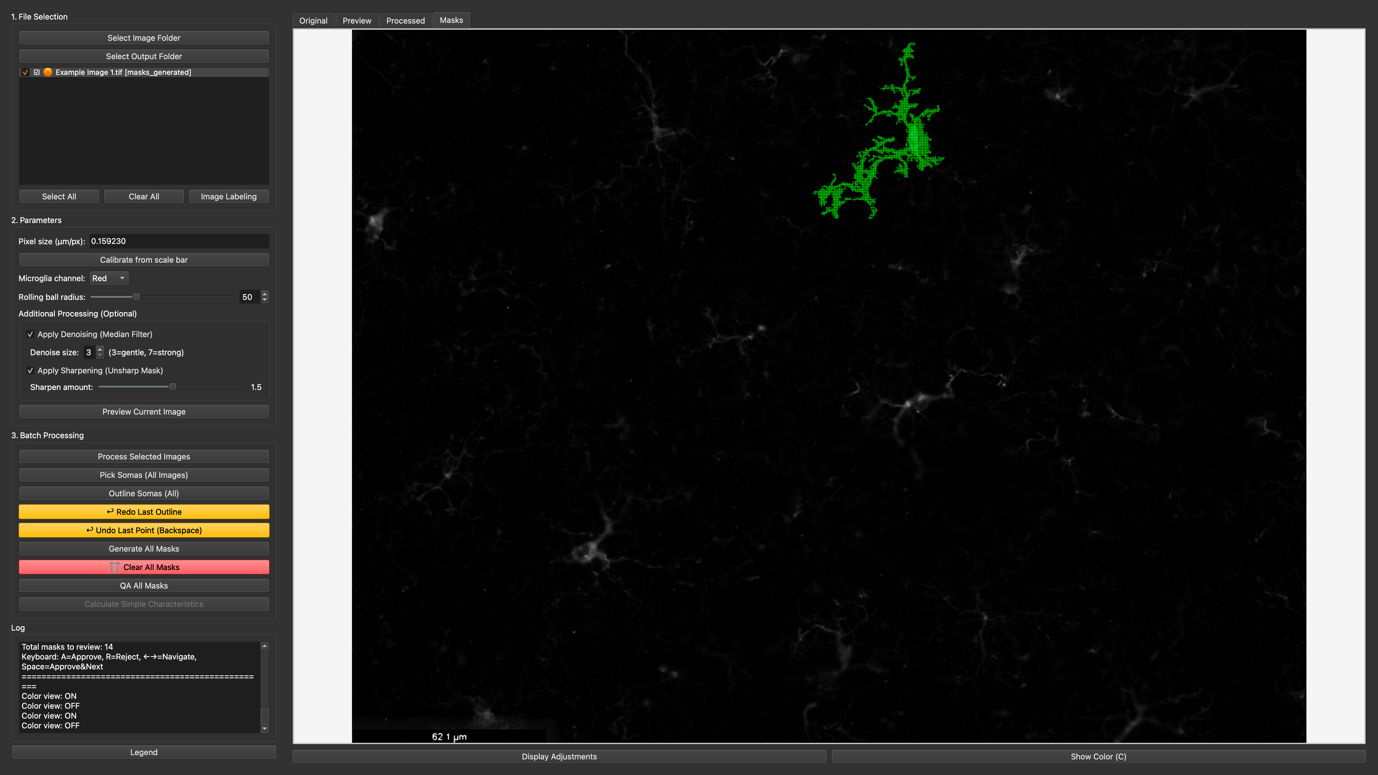 1. File Selection
Select Image Folder
Select Output Folder
Example Image 1.tif [masks_generated]
Select All
Clear All
Image Labeling
2. Parameters
Pixel size (µm/px): 0.159230
Calibrate from scale bar
Microglia channel: Red
Rolling ball radius: 50
Additional Processing (Optional)
Apply Denoising (Median Filter)
Denoise size: 3 (3=gentle, 7=strong)
Apply Sharpening (Unsharp Mask)
Sharpen amount: 1.5
Preview Current Image
3. Batch Processing
Process Selected Images
Pick Somas (All Images)
Outline Somas (All)
↩ Redo Last Outline
↩ Undo Last Point (Backspace)
Generate All Masks
Clear All Masks
QA All Masks
Calculate Simple Characteristics
Log
Total masks to review: 14
Keyboard: A=Approve, R=Reject, ←→=Navigate,
Space=Approve&Next
==================================================
===
Color view: ON
Color view: OFF
Color view: ON
Color view: OFF
Legend
Original
Preview
Processed
Masks
62.1 µm
Display Adjustments
Show Color (C)